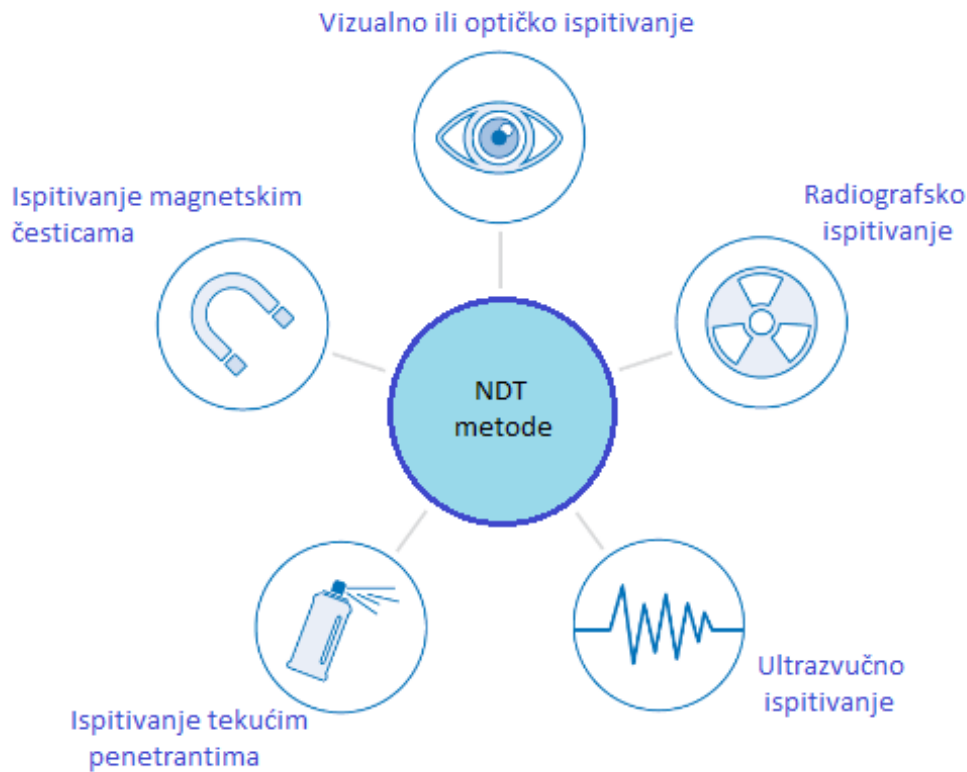 Vizualno ili optičko ispitivanje
Ispitivanje magnetskim
česticama
Radiografsko
ispitivanje
NDT
metode
Ispitivanje tekućim
penetrantima
Ultrazvučno
ispitivanje